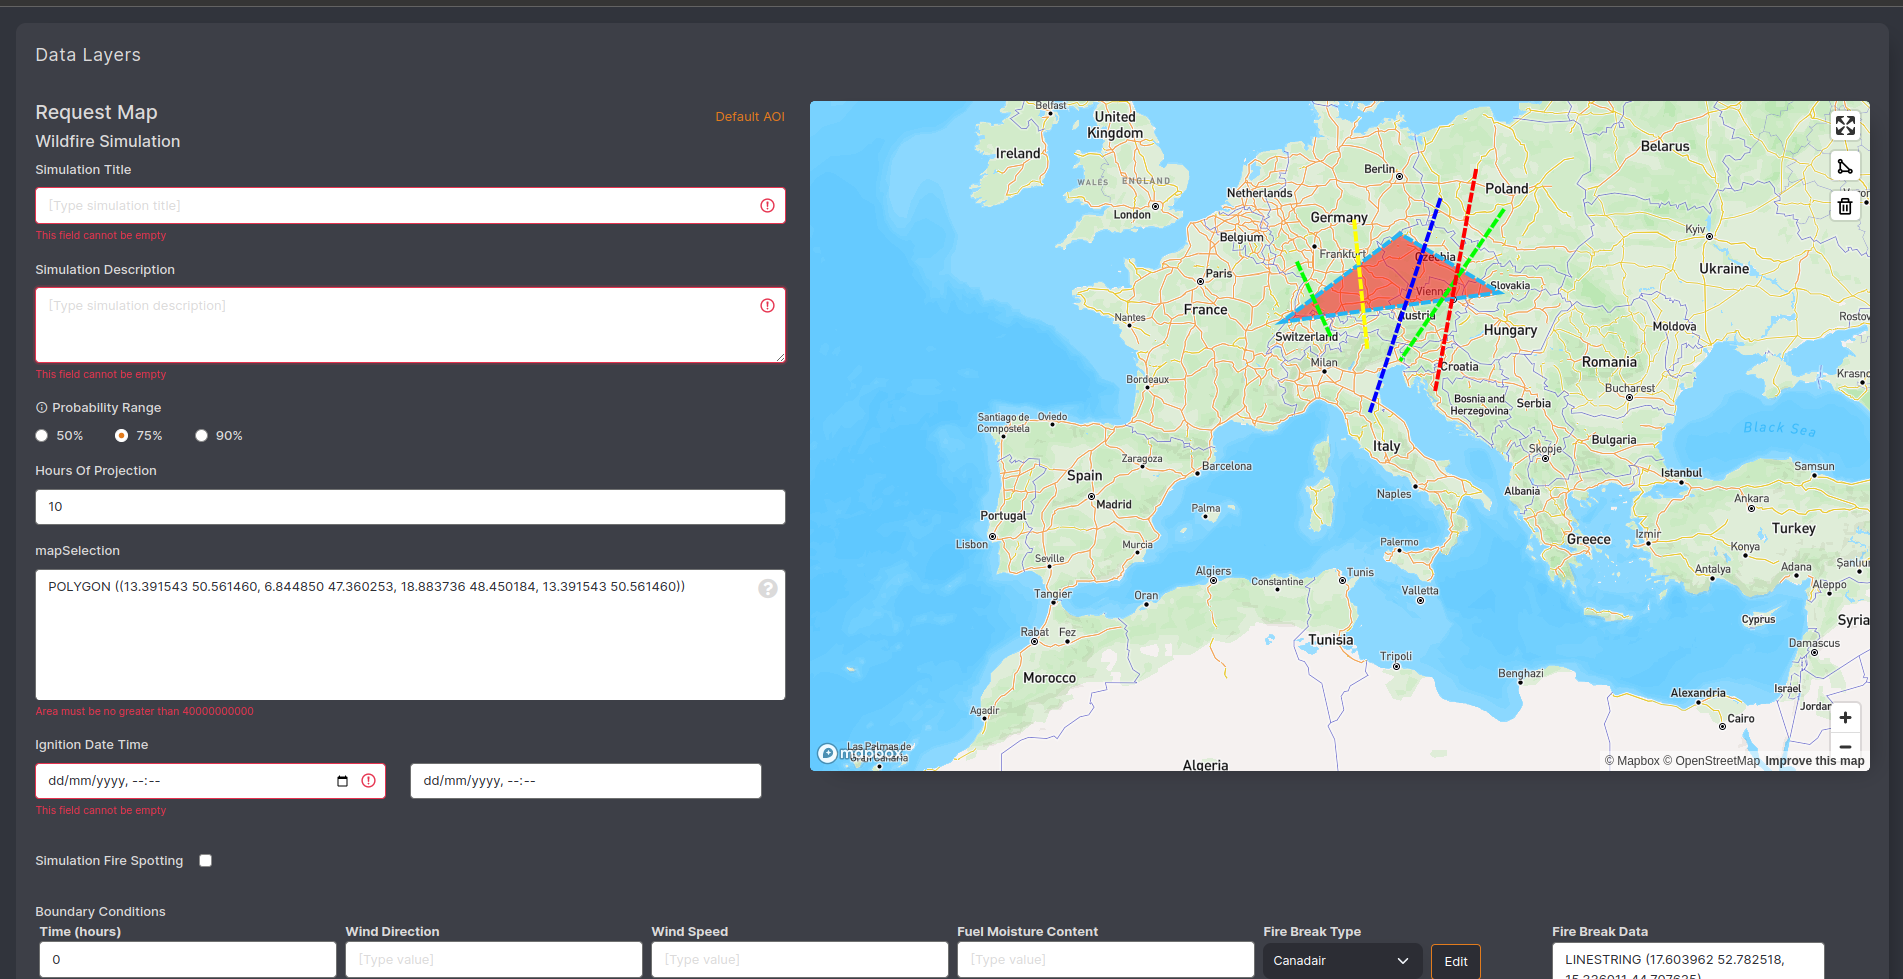 Data Layers
Request Map
Default AOI
Wildfire Simulation
Simulation Title
[Type simulation title]
This field cannot be empty
Simulation Description
[Type simulation description]
This field cannot be empty
Probability Range
50%
75%
90%
Hours Of Projection
10
mapSelection
POLYGON ((13.391543 50.561460, 6.844850 47.360253, 18.883736 48.450184, 13.391543 50.561460))
Area must be no greater than 40000000000
Ignition Date Time
dd/mm/yyyy, --:--
dd/mm/yyyy, --:--
This field cannot be empty
Simulation Fire Spotting
Boundary Conditions
Time (hours)
Wind Direction
Wind Speed
Fuel Moisture Content
Fire Break Type
Fire Break Data
0
[Type value]
[Type value]
[Type value]
Canadair
Edit
LINESTRING (17.603962 52.782518,
Belfast
United
Kingdom
Ireland
WALES
ENGLAND
London
Netherlands
Berlin
Poland
Belarus
Germany
Belgium
Frankfurt
Czechia
Kyiv
Ukraine
Paris
Vienna
Slovakia
France
Austria
Nantes
Switzerland
Hungary
Moldova
Rostov
Milan
Croatia
Romania
Bordeaux
Bucharest
Krasno
Bosnia and
Herzegovina
Serbia
Santiago de
Compostela
Oviedo
Black Sea
Italy
Bulgaria
Zaragoza
Barcelona
Skopje
Istanbul
Samsun
Spain
Madrid
Naples
Albania
Ankara
Palma
Portugal
Turkey
Lisbon
Murcia
Palermo
Greece
Izmir
Konya
Seville
Algiers
Constantine
Tunis
Antalya
Adana
Şanlıu
Aleppo
Tangier
Oran
Valletta
Cyprus
Syria
Rabat
Fez
Tunisia
Damascus
Tripoli
Morocco
Benghazi
Alexandria
Israel
Agadir
Jordan
Cairo
Las Palmas de
Gran Canaria
mapbox
Algeria
© Mapbox © OpenStreetMap Improve this map